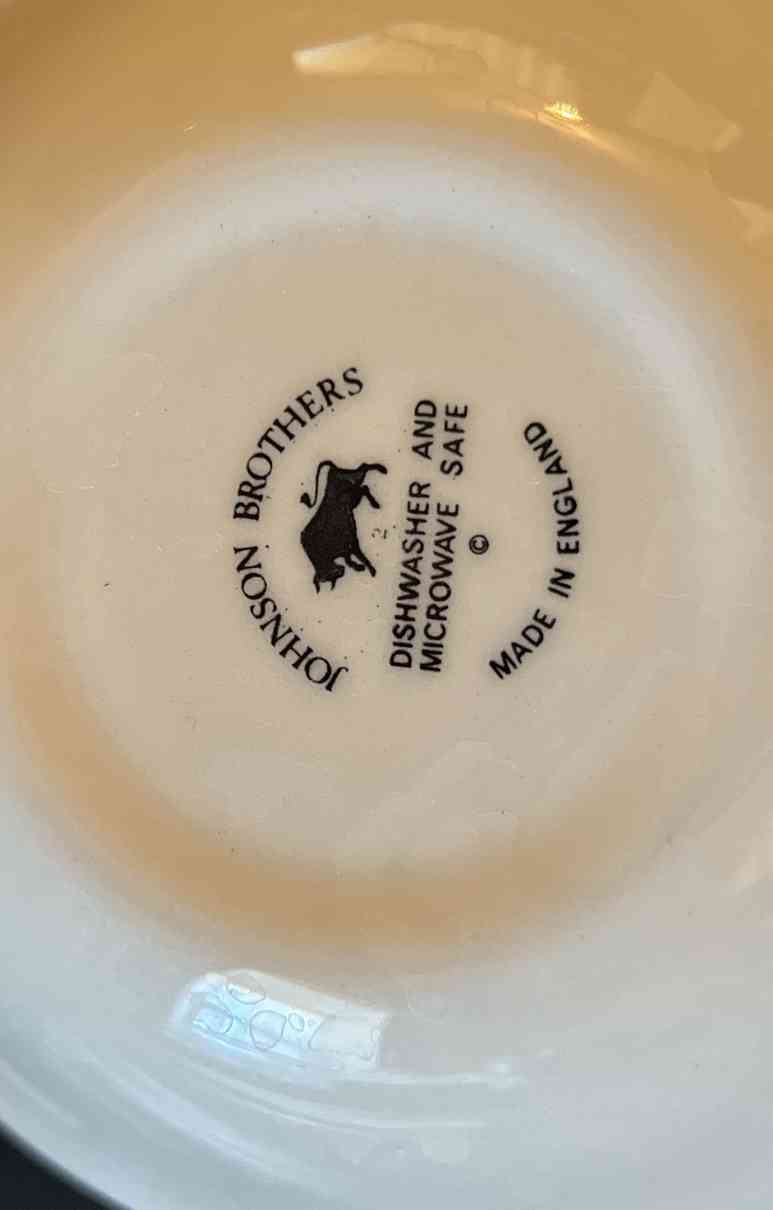 JOHNSON BROTHERS
2
DISHWASHER AND
MICROWAVE SAFE
©
MADE IN ENGLAND